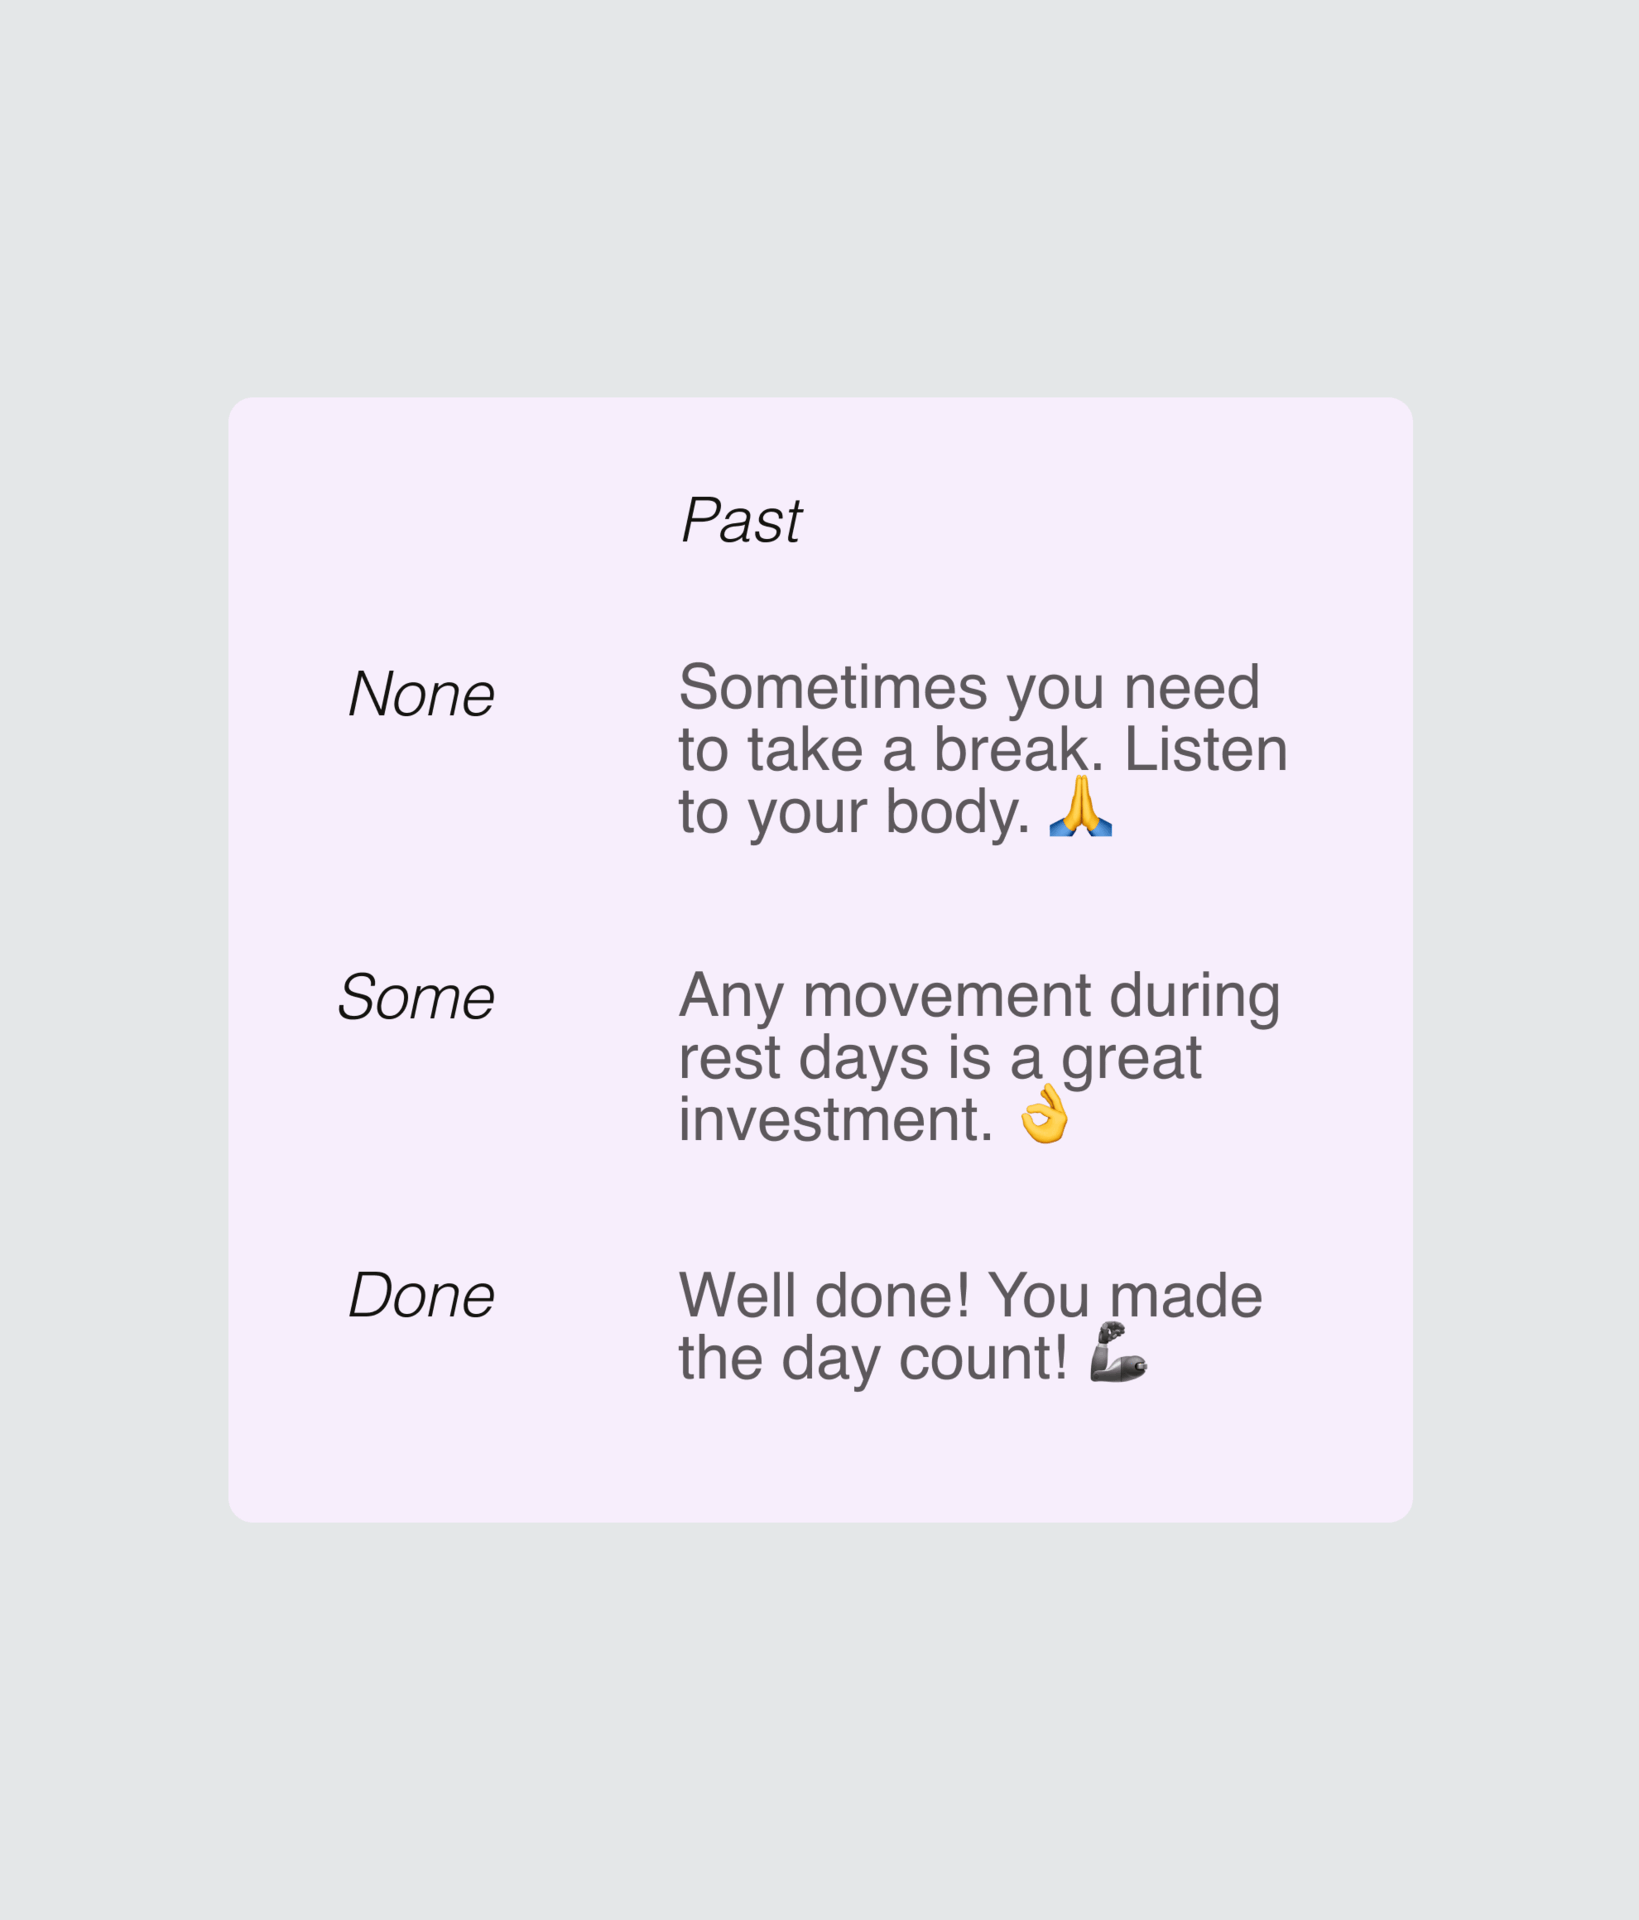 Past
None
Sometimes you need
to take a break. Listen
to your body. 🙏
Some
Any movement during
rest days is a great
investment. 👌
Done
Well done! You made
the day count! 🦾